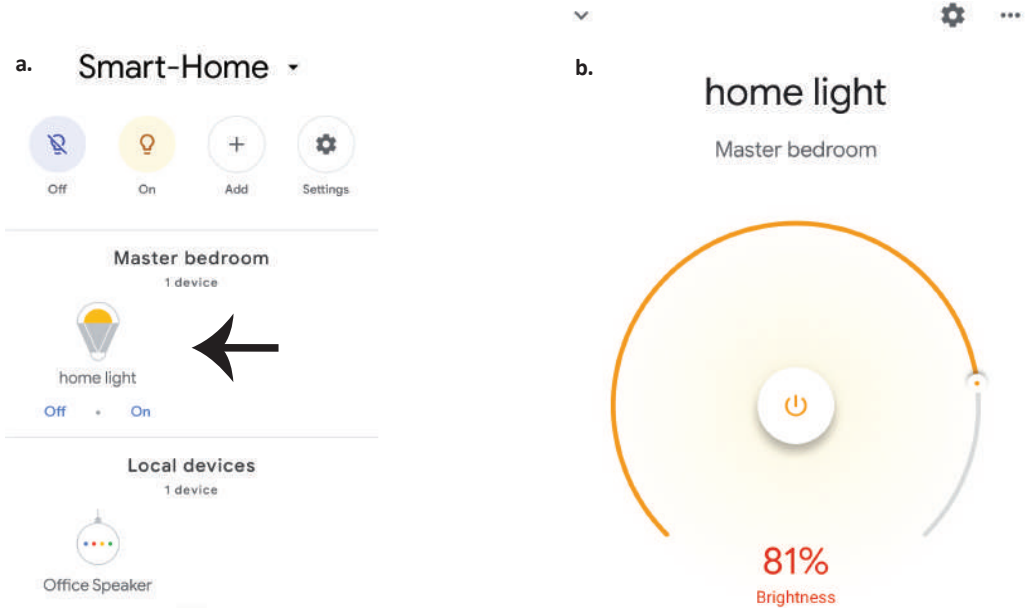 a.
Smart-Home
Off On Add Settings
Master bedroom
1 device
home light
Off • On
Local devices
1 device
Office Speaker
b.
home light
Master bedroom
81%
Brightness